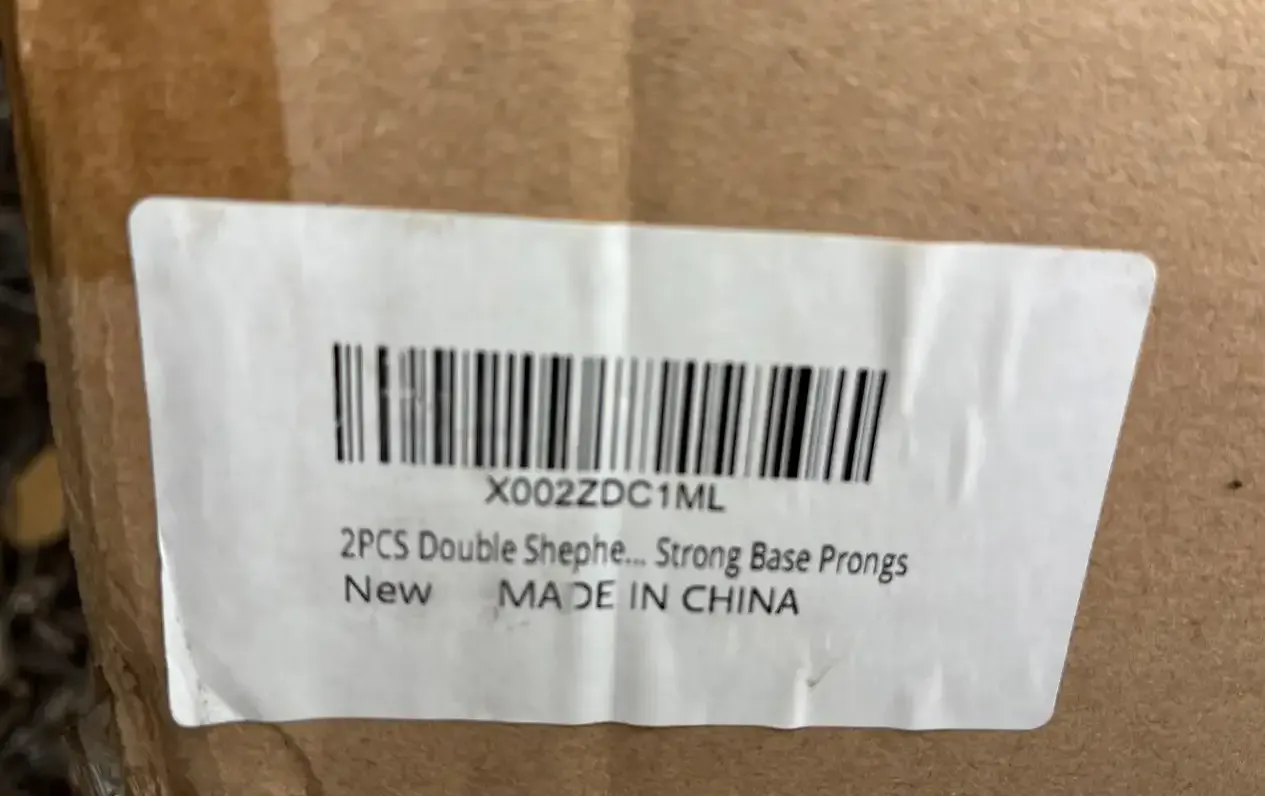 X002ZDC1ML
2PCS Double Shephe... Strong Base Prongs
New MADE IN CHINA